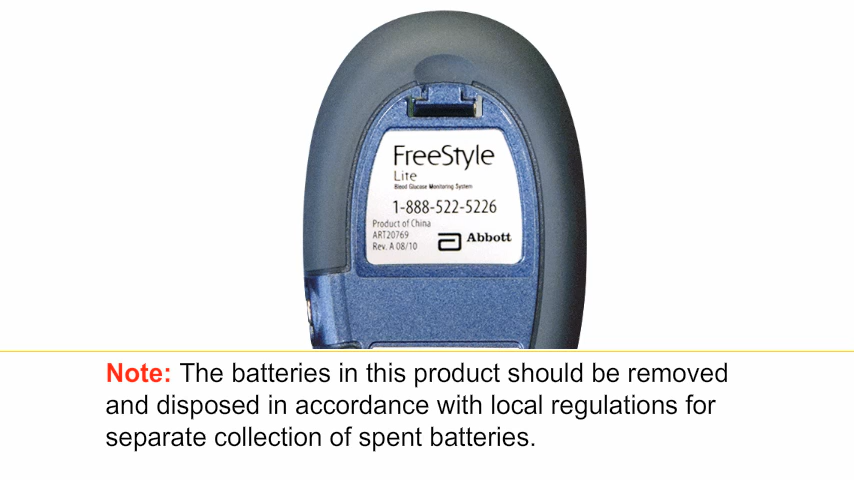 FreeStyle
Lite
Blood Glucose Monitoring System
1-888-522-5226
Product of China
ART20769
Rev. A 08/10
Abbott
Note: The batteries in this product should be removed
and disposed in accordance with local regulations for
separate collection of spent batteries.